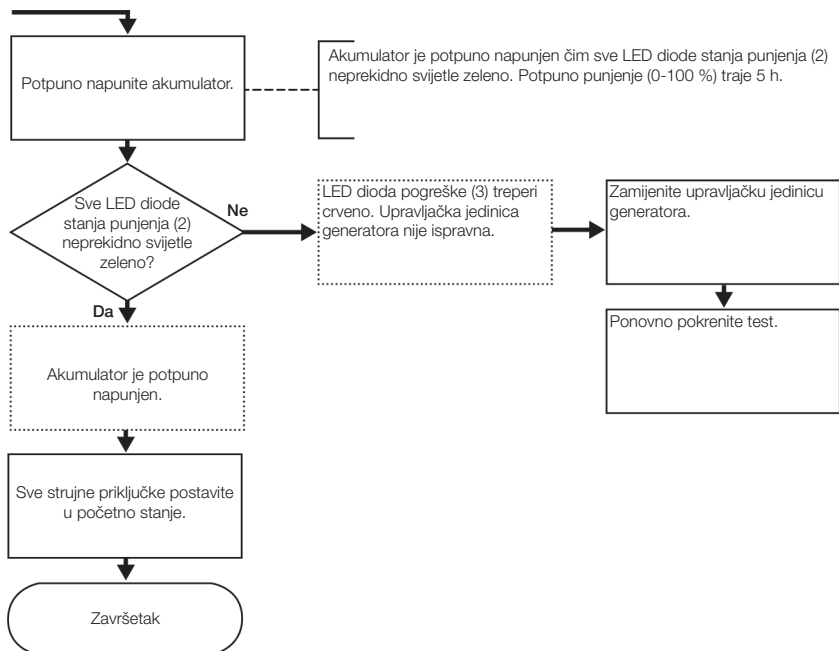 Potpuno napunite akumulator.
Akumulator je potpuno napunjen čim sve LED diode stanja punjenja (2)
neprekidno svijetle zeleno. Potpuno punjenje (0-100 %) traje 5 h.
Sve LED diode
stanja punjenja (2)
neprekidno svijetle
zeleno?
Ne
LED dioda pogreške (3) treperi
crveno. Upravljačka jedinica
generatora nije ispravna.
Zamijenite upravljačku jedinicu
generatora.
Da
Ponovno pokrenite test.
Akumulator je potpuno
napunjen.
Sve strujne priključke postavite
u početno stanje.
Završetak